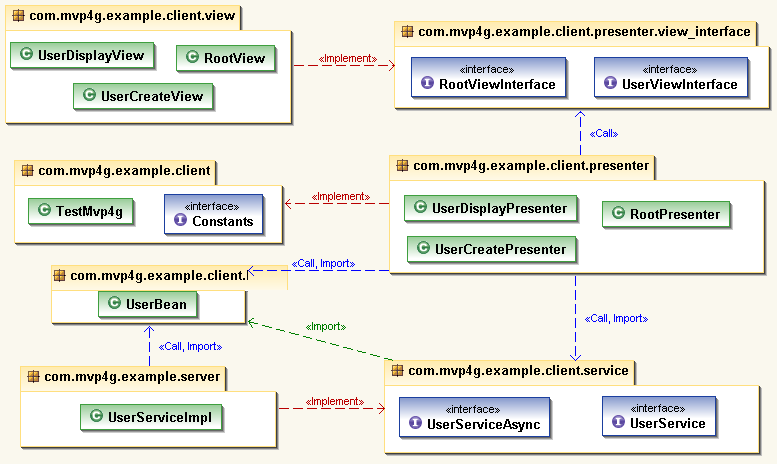 com.mvp4g.example.client.view
com.mvp4g.example.client.presenter.view_interface
UserDisplayView
RootView
UserCreateView
«Implement»
«interface»
RootViewInterface
«interface»
UserViewInterface
«Call»
com.mvp4g.example.client
com.mvp4g.example.client.presenter
TestMvp4g
«interface»
Constants
«Implement»
UserDisplayPresenter
RootPresenter
UserCreatePresenter
«Call, Import»
com.mvp4g.example.client.
UserBean
«Import»
«Call, Import»
«Call, Import»
com.mvp4g.example.server
com.mvp4g.example.client.service
UserServiceImpl
«Implement»
«interface»
UserServiceAsync
«interface»
UserService